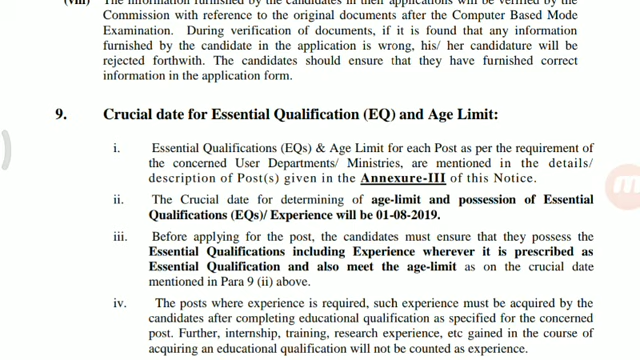 (viii) The information furnished by the candidates in their applications will be verified by the
Commission with reference to the original documents after the Computer Based Mode
Examination. During verification of documents, if it is found that any information
furnished by the candidate in the application is wrong, his/ her candidature will be
rejected forthwith. The candidates should ensure that they have furnished correct
information in the application form.
9. Crucial date for Essential Qualification (EQ) and Age Limit:
i. Essential Qualifications (EQs) & Age Limit for each Post as per the requirement of
the concerned User Departments/ Ministries, are mentioned in the details/
description of Post(s) given in the Annexure-III of this Notice.
ii. The Crucial date for determining of age-limit and possession of Essential
Qualifications (EQs)/ Experience will be 01-08-2019.
iii. Before applying for the post, the candidates must ensure that they possess the
Essential Qualifications including Experience wherever it is prescribed as
Essential Qualification and also meet the age-limit as on the crucial date
mentioned in Para 9 (ii) above.
iv. The posts where experience is required, such experience must be acquired by the
candidates after completing educational qualification as specified for the concerned
post. Further, internship, training, research experience, etc gained in the course of
acquiring an educational qualification will not be counted as experience.